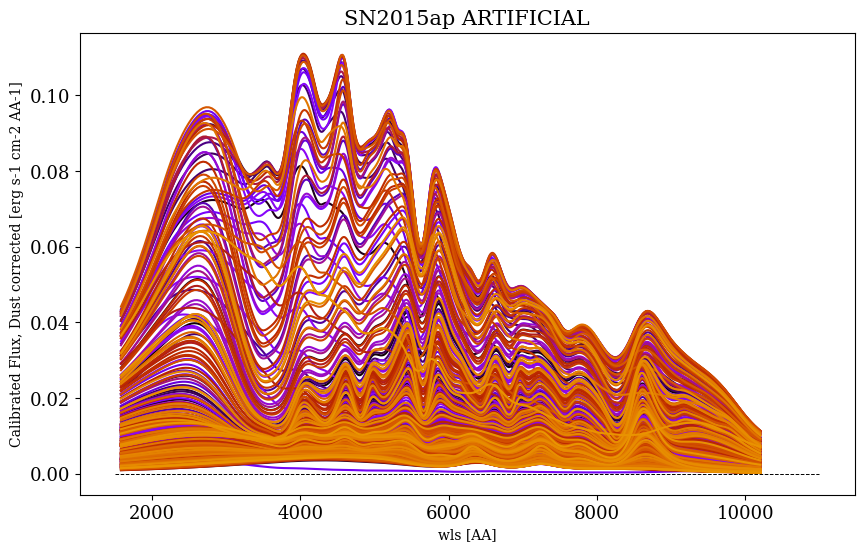 SN2015ap ARTIFICIAL
Calibrated Flux, Dust corrected [erg s-1 cm-2 AA-1]
0.10
0.08
0.06
0.04
0.02
0.00
2000 4000 6000 8000 10000
wls [AA]